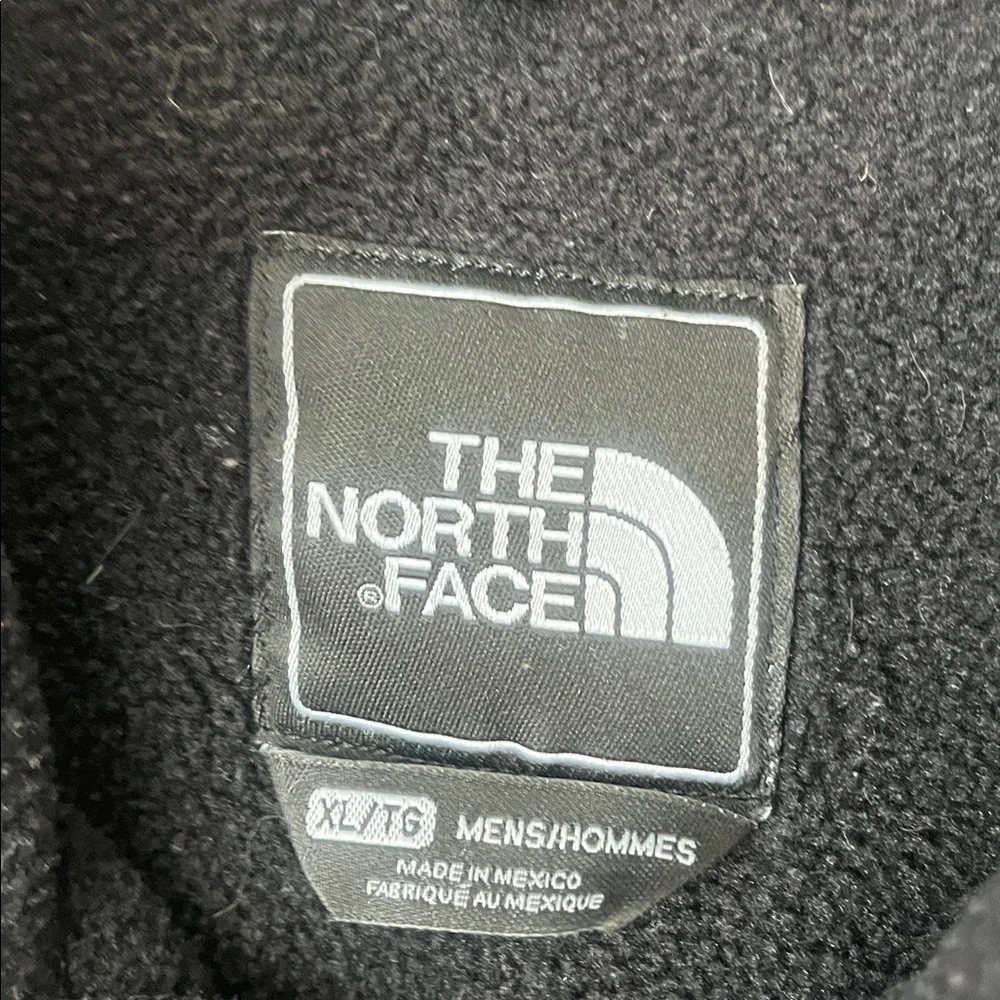 THE
NORTH
®FACE
XL/TG MENS/HOMMES
MADE IN MEXICO
FABRIQUÉ AU MEXIQUE